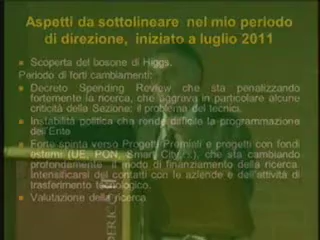 Aspetti da sottolineare nel mio periodo
di direzione, iniziato a luglio 2011
Scoperta del bosone di Higgs.
Periodo di forti cambiamenti:
Decreto Spending Review che sta penalizzando
fortemente la ricerca, che aggrava in particolare alcune
criticità della Sezione: il problema dei tecnici.
Instabilità politica che rende difficile la programmazione
dell'Ente
Forte spinta verso Progetti Premiali e progetti con fondi
esterni (UE, PON, Smart Cities), che sta cambiando
profondamente il modo di finanziamento della ricerca.
Intensificarsi dei contatti con le aziende e dell'attività di
trasferimento tecnologico.
Valutazione della ricerca